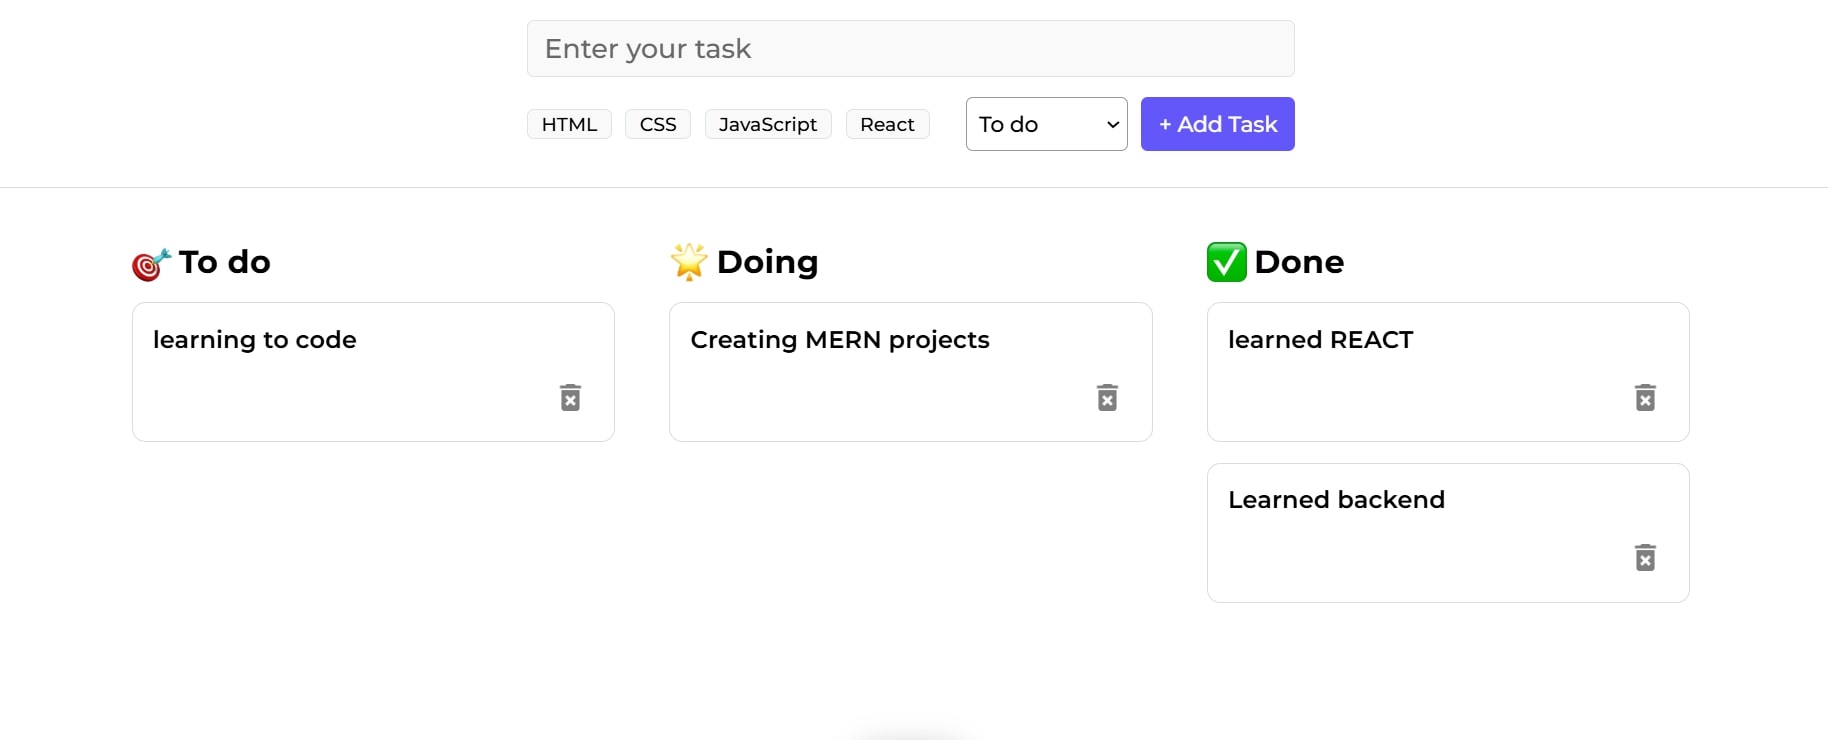 Enter your task
HTML CSS JavaScript React To do + Add Task
To do
learning to code
Doing
Creating MERN projects
Done
learned REACT
Learned backend